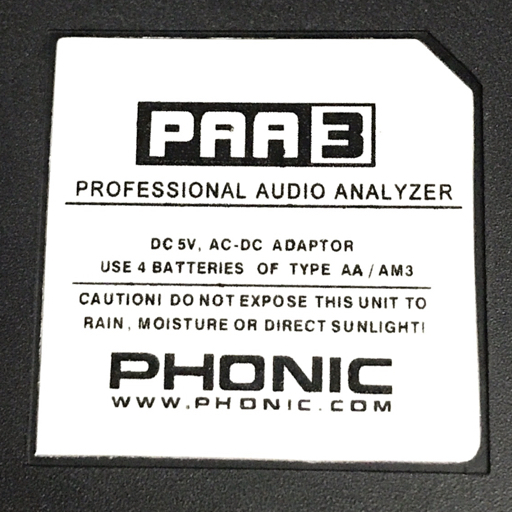 PAA3
PROFESSIONAL AUDIO ANALYZER
DC 5V, AC-DC ADAPTOR
USE 4 BATTERIES OF TYPE AA / AM3
CAUTION! DO NOT EXPOSE THIS UNIT TO
RAIN, MOISTURE OR DIRECT SUNLIGHT!
PHONIC
WWW.PHONIC.COM